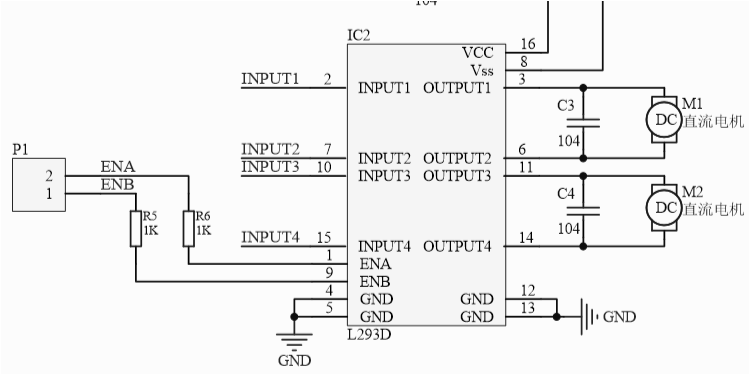 104
IC2
VCC 16
Vss 8
INPUT1 2 INPUT1 OUTPUT1 3
C3 M1
DC 直流电机
104
INPUT2 7 INPUT2 OUTPUT2 6
INPUT3 10 INPUT3 OUTPUT3 11
P1
2 ENA
1 ENB
C4 M2
DC 直流电机
104
R5 R6
1K 1K
INPUT4 15 INPUT4 OUTPUT4 14
1 ENA
9 ENB
4 GND GND 12
5 GND GND 13
GND
L293D
GND